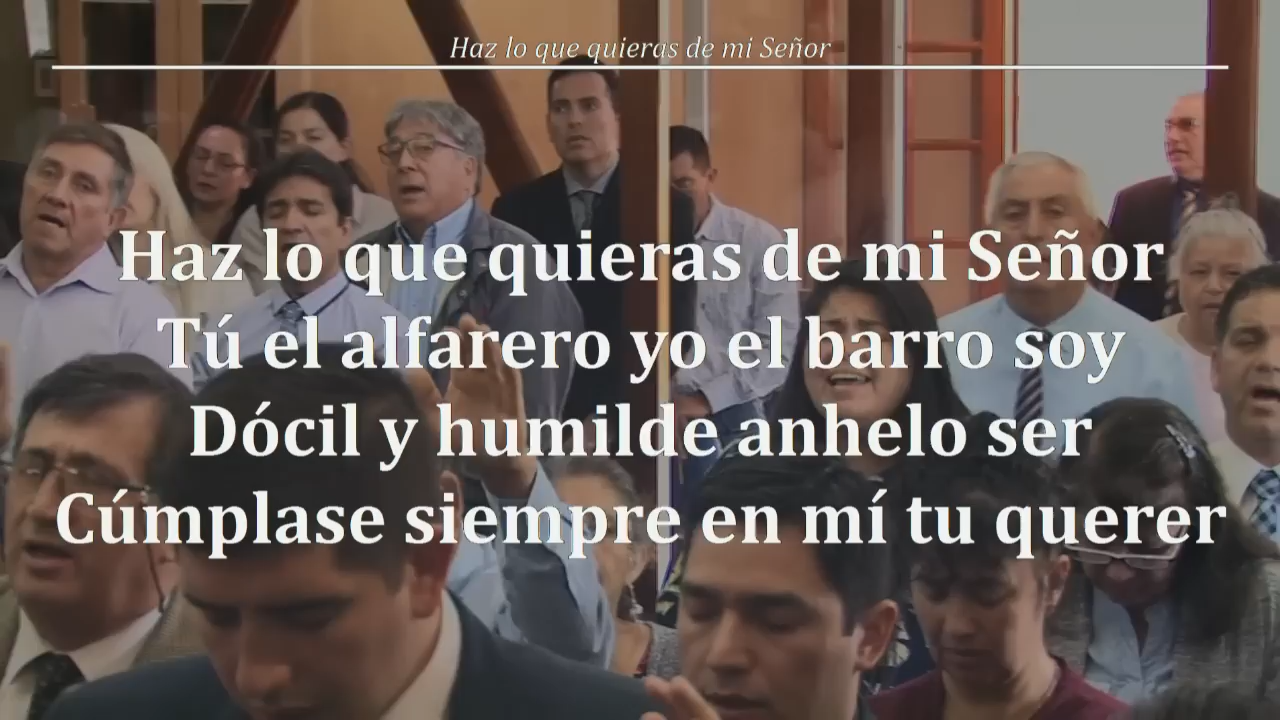 Haz lo que quieras de mi Señor
Haz lo que quieras de mi Señor
Tú el alfarero yo el barro soy
Dócil y humilde anhelo ser
Cúmplase siempre en mí tu querer